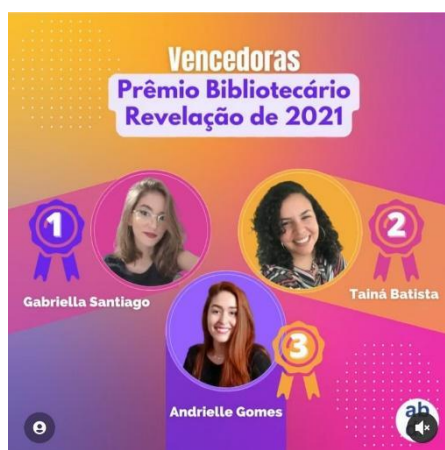 Vencedoras
Prêmio Bibliotecário
Revelação de 2021
1
Gabriella Santiago
2
Tainá Batista
3
Andrielle Gomes
ab